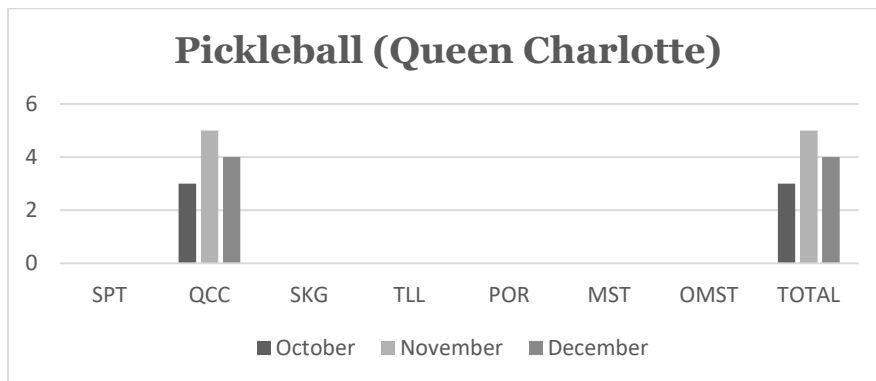 Pickleball (Queen Charlotte)
6
4
2
0
SPT QCC SKG TLL POR MST OMST TOTAL
October November December